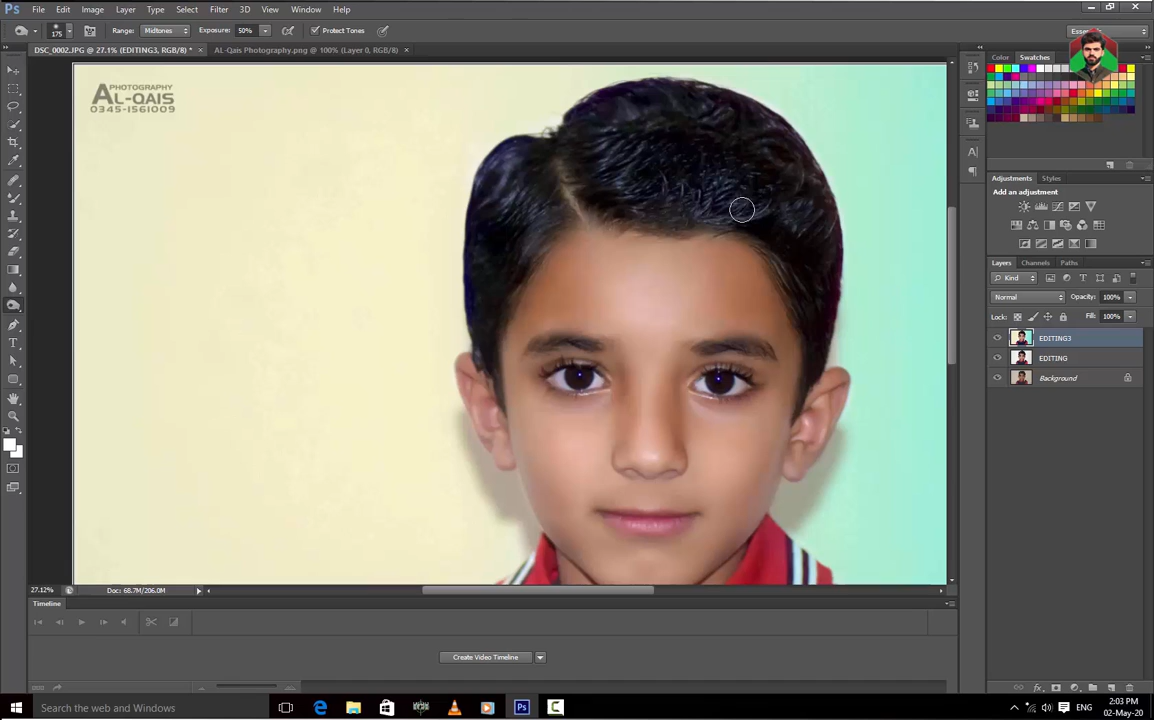 Ps File Edit Image Layer Type Select Filter 3D View Window Help
175 Range: Midtones Exposure: 50% Protect Tones
DSC_0002.JPG @ 27.1% (EDITING3, RGB/8) * × AL-Qais Photography.png @ 100% (Layer 0, RGB/8) ×
PHOTOGRAPHY
AL-QAIS
0345-1561009
Color Swatches
Adjustments Styles
Add an adjustment
Layers Channels Paths
Kind
Normal Opacity: 100%
Lock: Fill: 100%
EDITING3
EDITING
Background
27.12% Doc: 68.7M/206.0M
Timeline
Create Video Timeline
Search the web and Windows
Ps
ENG
2:03 PM
02-May-20